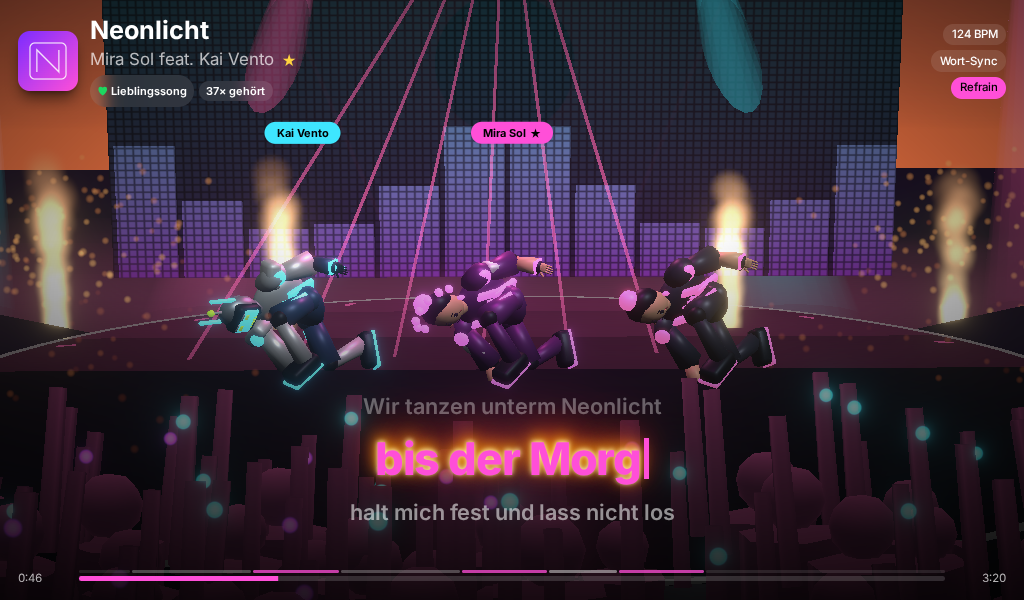 N
Neonlicht
Mira Sol feat. Kai Vento ★
Lieblingssong
37× gehört
124 BPM
Wort-Sync
Refrain
Kai Vento
Mira Sol ★
Wir tanzen unterm Neonlicht
bis der Morg
halt mich fest und lass nicht los
0:46
3:20